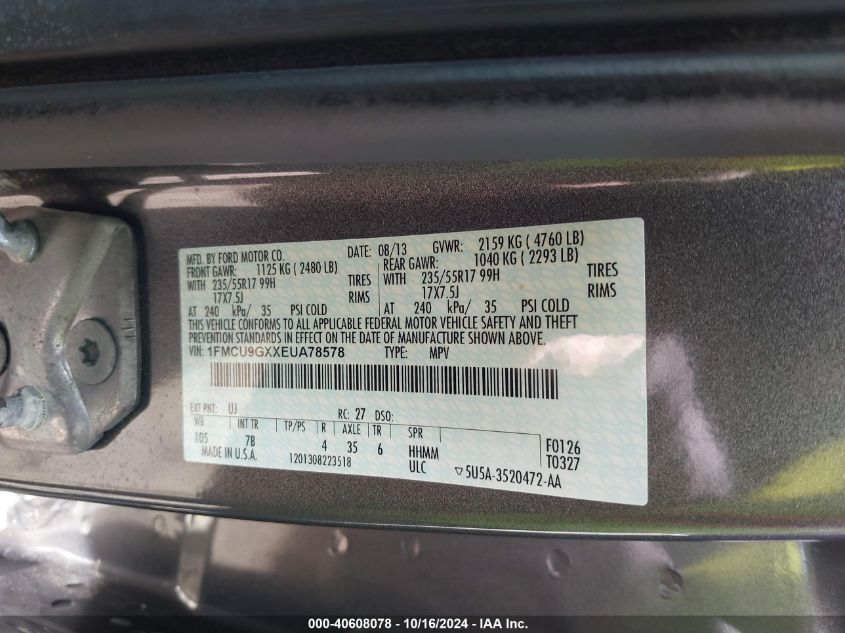 MFD. BY FORD MOTOR CO. DATE: 08/13 GVWR: 2159 KG ( 4760 LB)
FRONT GAWR: 1125 KG ( 2480 LB) REAR GAWR: 1040 KG ( 2293 LB)
WITH 235/55R17 99H TIRES WITH 235/55R17 99H TIRES
17X7.5J RIMS 17X7.5J RIMS
AT 240 kPa/ 35 PSI COLD AT 240 kPa/ 35 PSI COLD
THIS VEHICLE CONFORMS TO ALL APPLICABLE FEDERAL MOTOR VEHICLE SAFETY AND THEFT
PREVENTION STANDARDS IN EFFECT ON THE DATE OF MANUFACTURE SHOWN ABOVE.
VIN: 1FMCU9GXXEUA78578 TYPE: MPV
EXT PNT: UJ RC: 27 DSO:
WB INT TR TP/PS R AXLE TR SPR
105 7B 4 35 6 HHMM F0126
MADE IN U.S.A. 1201308223518 ULC T0327
▽5U5A-3520472-AA
000-40608078 - 10/16/2024 - IAA Inc.